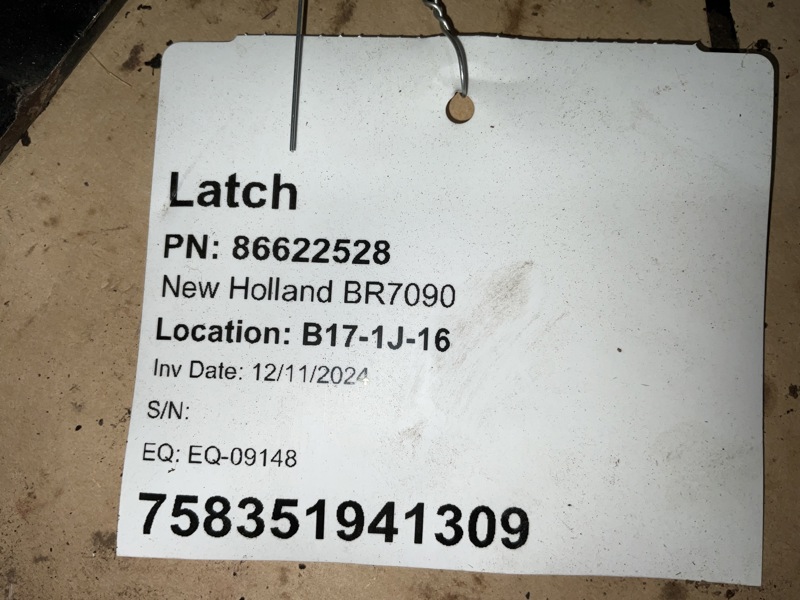 Latch
PN: 86622528
New Holland BR7090
Location: B17-1J-16
Inv Date: 12/11/2024
S/N:
EQ: EQ-09148
758351941309